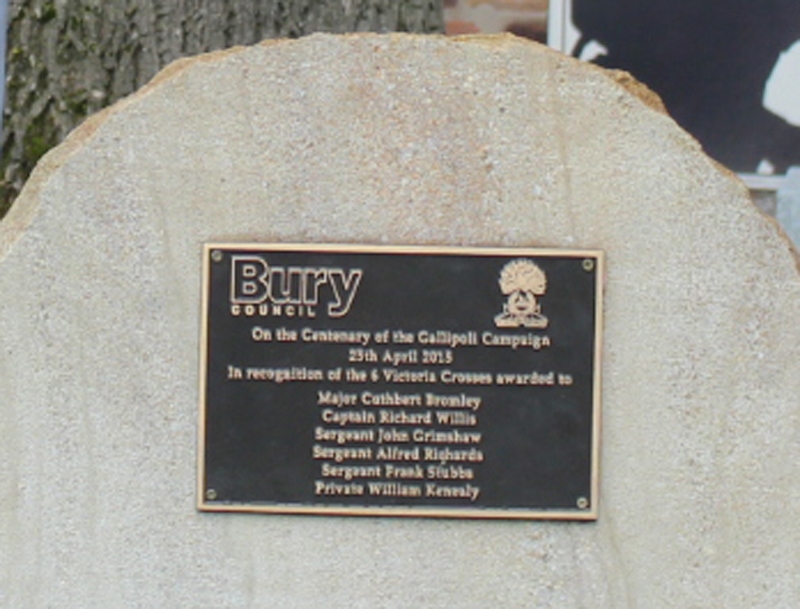 Bury
COUNCIL
On the Centenary of the Gallipoli Campaign
25th April 2015
In recognition of the 6 Victoria Crosses awarded to
Major Cuthbert Bromley
Captain Richard Willis
Sergeant John Grimshaw
Sergeant Alfred Richards
Sergeant Frank Stubbs
Private William Kenealy